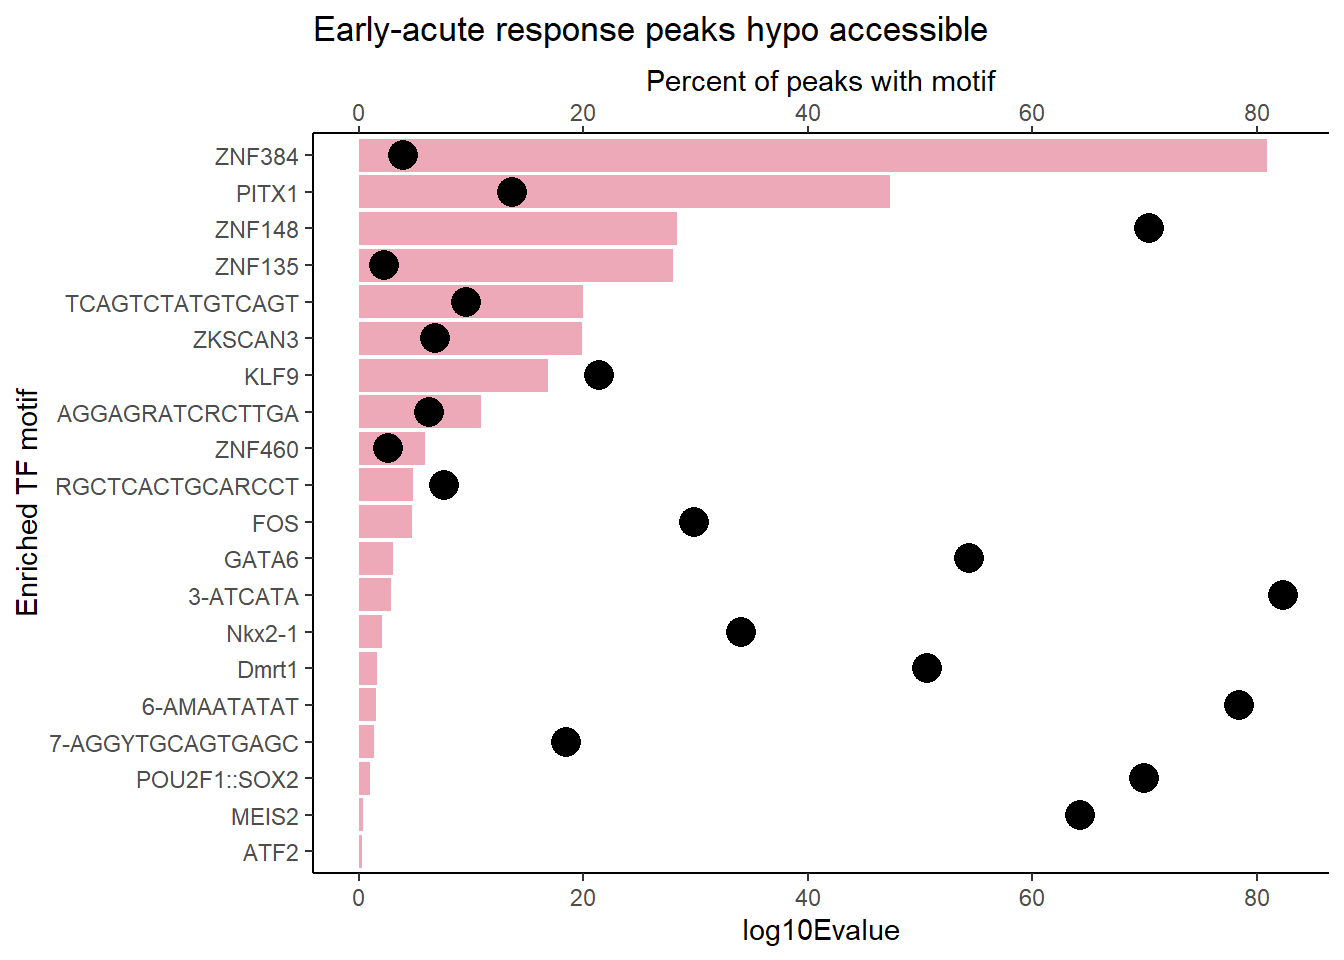 Early-acute response peaks hypo accessible
Percent of peaks with motif
0 20 40 60 80
ZNF384
PITX1
ZNF148
ZNF135
TCAGTCTATGTCAGT
ZKSCAN3
KLF9
AGGAGRATCRCTTGA
ZNF460
RGCTCACTGCARCCT
FOS
GATA6
3-ATCATA
Nkx2-1
Dmrt1
6-AMAATATAT
7-AGGYTGCAGTGAGC
POU2F1::SOX2
MEIS2
ATF2
Enriched TF motif
0 20 40 60 80
log10Evalue